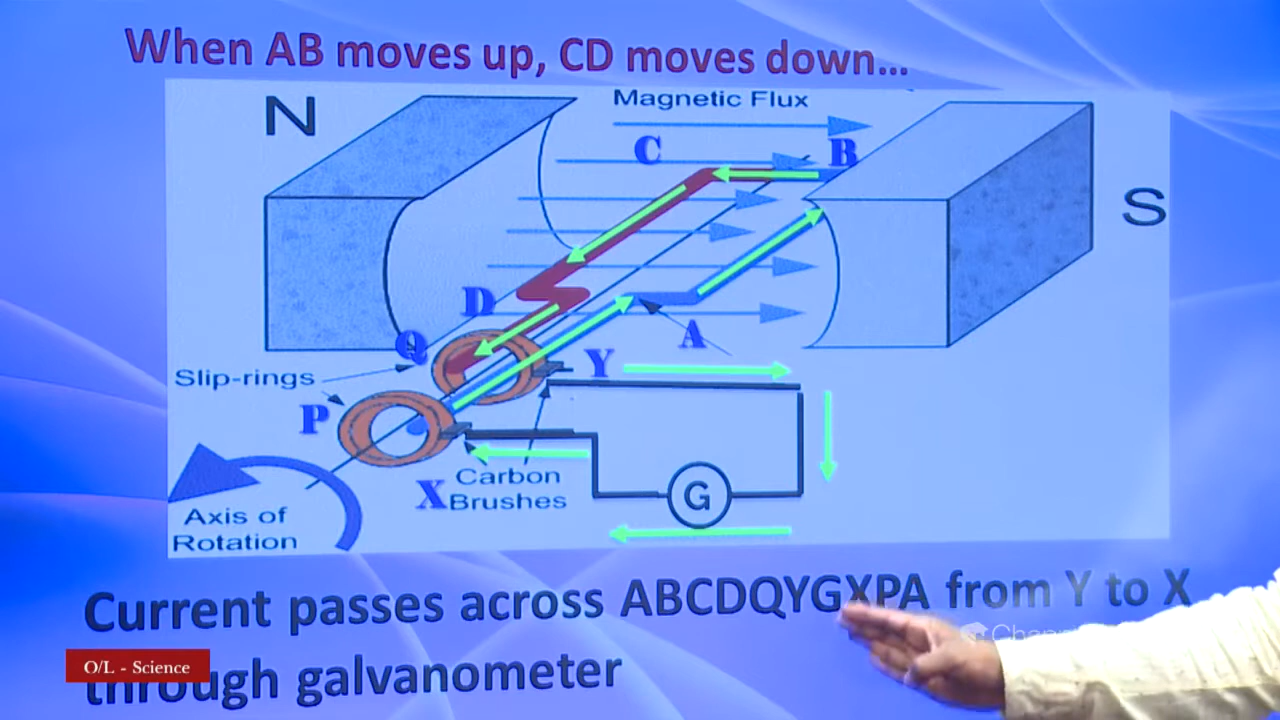 When AB moves up, CD moves down...
N
Magnetic Flux
C
B
S
D
A
Q
Y
Slip-rings
P
G
X
Carbon
Brushes
Axis of
Rotation
Current passes across ABCDQYGXPA from Y to X
through galvanometer
O/L - Science